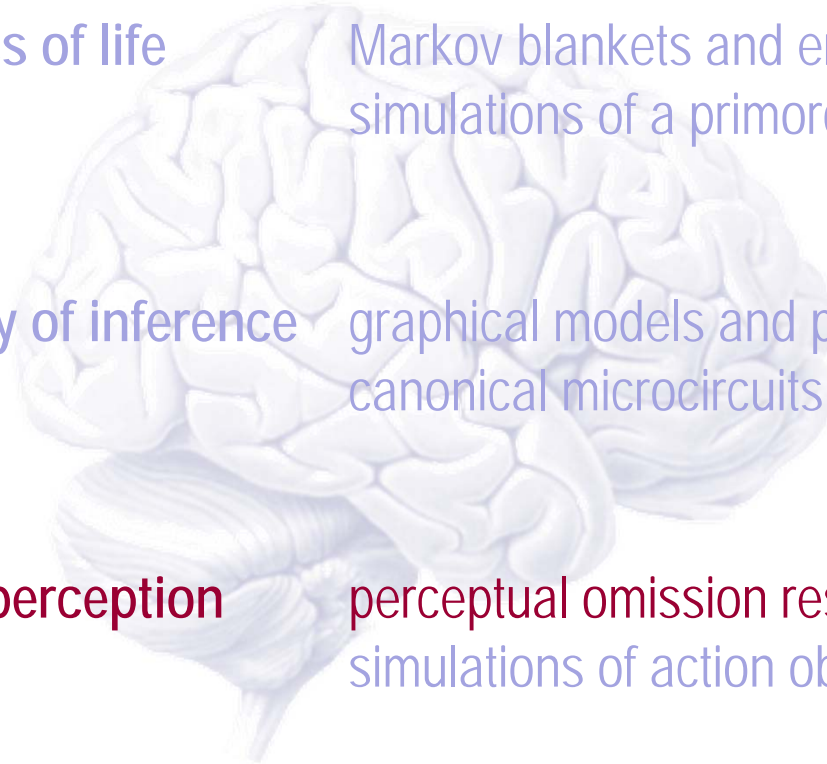 s of life Markov blankets and er
simulations of a primor
y of inference graphical models and p
canonical microcircuits
perception perceptual omission res
simulations of action ob